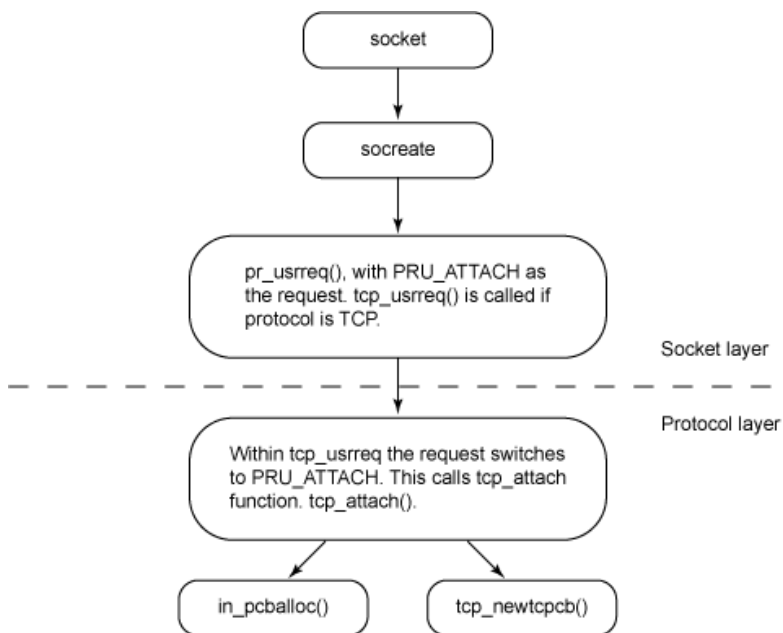 socket
socreate
pr_usrreq(), with PRU_ATTACH as
the request. tcp_usrreq() is called if
protocol is TCP.
Socket layer
Protocol layer
Within tcp_usrreq the request switches
to PRU_ATTACH. This calls tcp_attach
function. tcp_attach().
in_pcballoc()
tcp_newtcpcb()